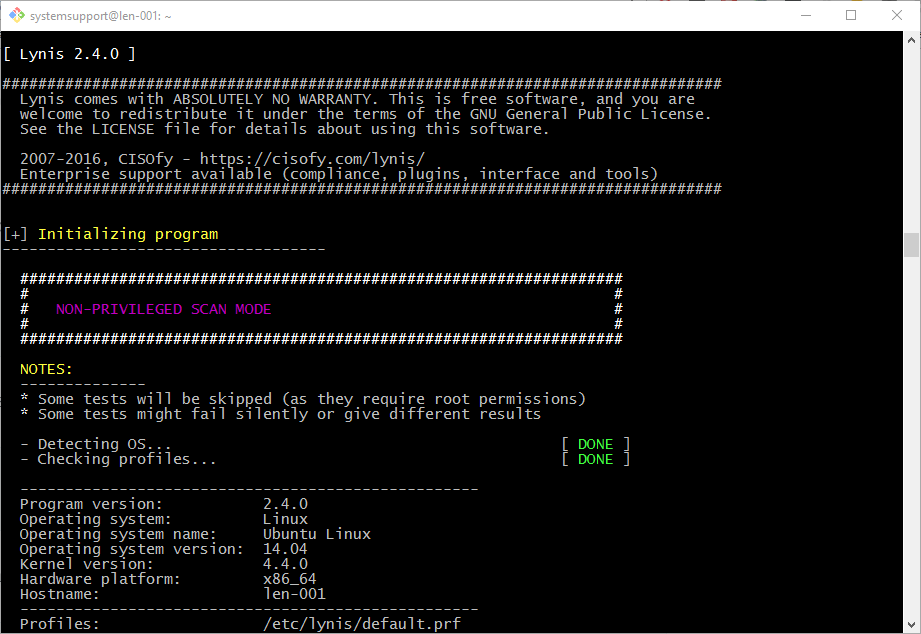 systemsupport@len-001: ~
[ Lynis 2.4.0 ]
################################################################################
Lynis comes with ABSOLUTELY NO WARRANTY. This is free software, and you are
welcome to redistribute it under the terms of the GNU General Public License.
See the LICENSE file for details about using this software.
2007-2016, CISOfy - https://cisofy.com/lynis/
Enterprise support available (compliance, plugins, interface and tools)
################################################################################
[+] Initializing program
------------------------------------
###################################################################
#                                                                 #
#   NON-PRIVILEGED SCAN MODE                                      #
#                                                                 #
###################################################################
NOTES:
--------------
* Some tests will be skipped (as they require root permissions)
* Some tests might fail silently or give different results
- Detecting OS...                                           [ DONE ]
- Checking profiles...                                      [ DONE ]
---------------------------------------------------
Program version:           2.4.0
Operating system:          Linux
Operating system name:     Ubuntu Linux
Operating system version:  14.04
Kernel version:            4.4.0
Hardware platform:         x86_64
Hostname:                  len-001
---------------------------------------------------
Profiles:                  /etc/lynis/default.prf